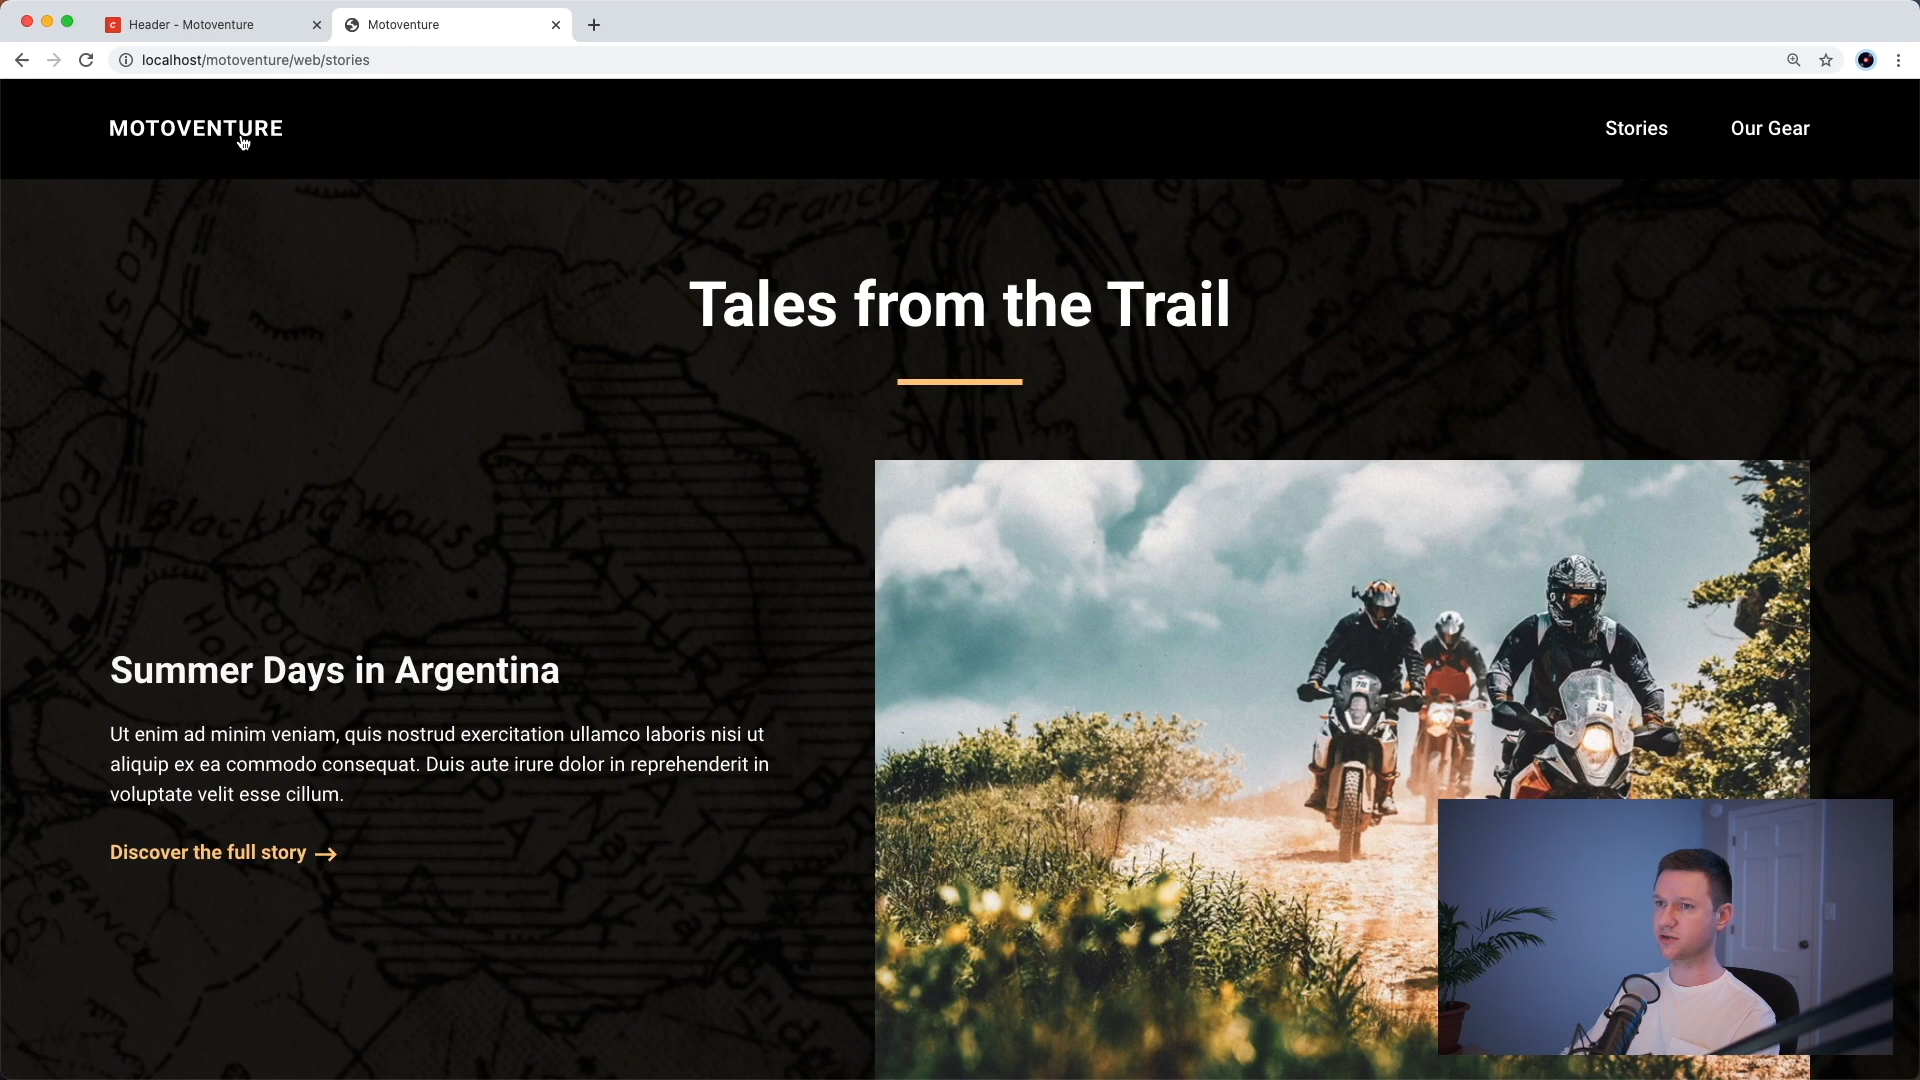 Header - Motoventure
Motoventure
localhost/motoventure/web/stories
MOTOVENTURE
Stories
Our Gear
Tales from the Trail
Summer Days in Argentina
Ut enim ad minim veniam, quis nostrud exercitation ullamco laboris nisi ut
aliquip ex ea commodo consequat. Duis aute irure dolor in reprehenderit in
voluptate velit esse cillum.
Discover the full story